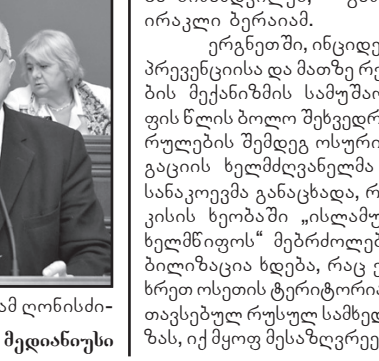 ამ ღონისძი-
მედიანიუსი
ირაკლი ბერაიამ.
ერგნეთში, ინციდე
პრევენციისა და მათზე რე
ბის მექანიზმის სამუშაო
ფის წლის ბოლო შეხვედრ
რულების შემდეგ ოსური
გაციის ხელმძღვანელმა
სანაკოევმა განაცხადა, რ
კისის ხეობაში „ისლამუ
ხელმწიფოს“ მებრძოლე
ბილიზაცია ხდება, რაც ე
ხრეთ ოსეთის ტერიტორია
თავსებულ რუსულ სამხედ
ზას, იქ მყოფ მესაზღვრეე